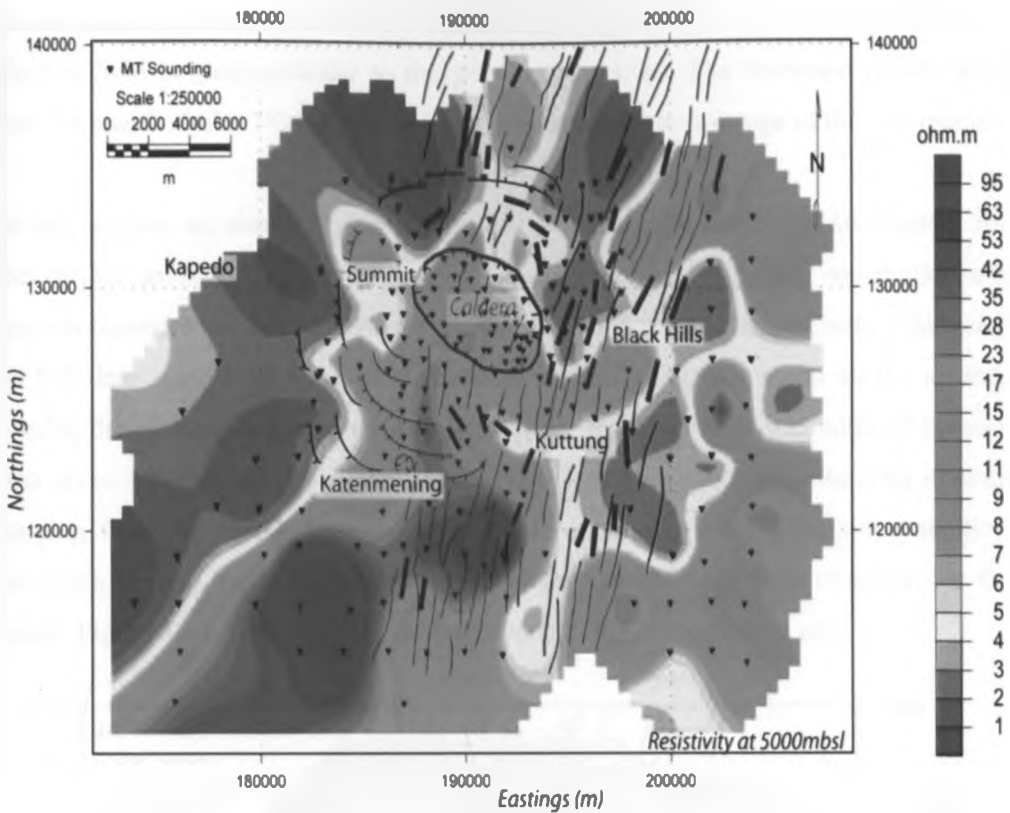 180000 190000 200000
140000 140000
MT Sounding
Scale 1:250000
0 2000 4000 6000
m
N
ohm.m
95
63
53
42
35
28
23
17
15
12
11
9
8
7
6
5
4
3
2
1
Kapedo
Summit
130000 130000
Caldera
Black Hills
Kuttung
Katenmening
120000 120000
Northings (m)
Resistivity at 5000mbsl
180000 190000 200000
Eastings (m)